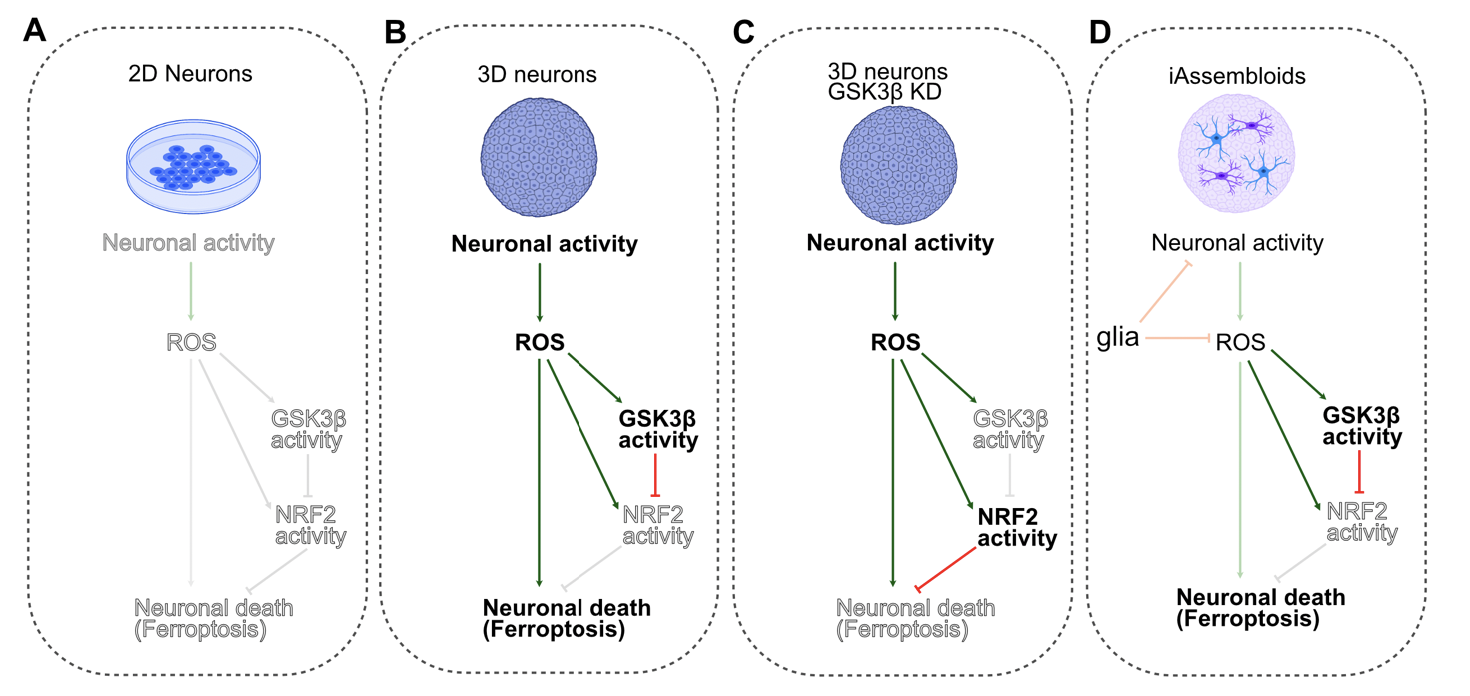 A
2D Neurons
Neuronal activity
ROS
GSK3β
activity
NRF2
activity
Neuronal death
(Ferroptosis)
B
3D neurons
Neuronal activity
ROS
GSK3β
activity
NRF2
activity
Neuronal death
(Ferroptosis)
C
3D neurons
GSK3β KD
Neuronal activity
ROS
GSK3β
activity
NRF2
activity
Neuronal death
(Ferroptosis)
D
iAssembloids
Neuronal activity
glia
ROS
GSK3β
activity
NRF2
activity
Neuronal death
(Ferroptosis)